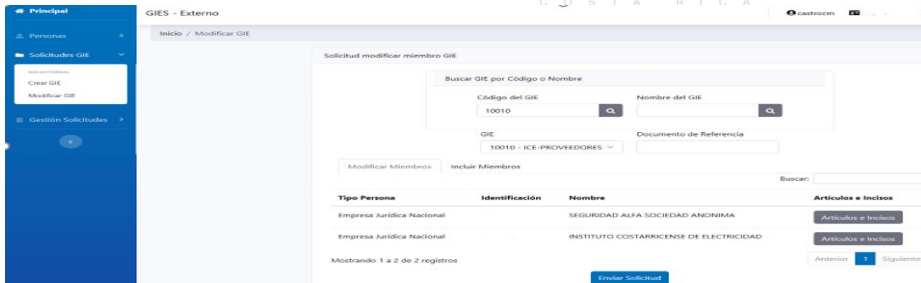 COSTA RICA
Principal
GIES - Externo
castrocm
Personas
Inicio / Modificar GIE
Solicitudes GIE
Solicitud modificar miembro GIE
Crear GIE
Modificar GIE
Gestión Solicitudes
Buscar GIE por Código o Nombre
Código del GIE Nombre del GIE
10010
GIE Documento de Referencia
10010 - ICE-PROVEEDORES
Modificar Miembros Incluir Miembros
Buscar:
Tipo Persona Identificación Nombre Artículos e Incisos
Empresa Jurídica Nacional SEGURIDAD ALFA SOCIEDAD ANONIMA Artículos e Incisos
Empresa Jurídica Nacional INSTITUTO COSTARRICENSE DE ELECTRICIDAD Artículos e Incisos
Mostrando 1 a 2 de 2 registros
Anterior 1 Siguiente
Enviar Solicitud